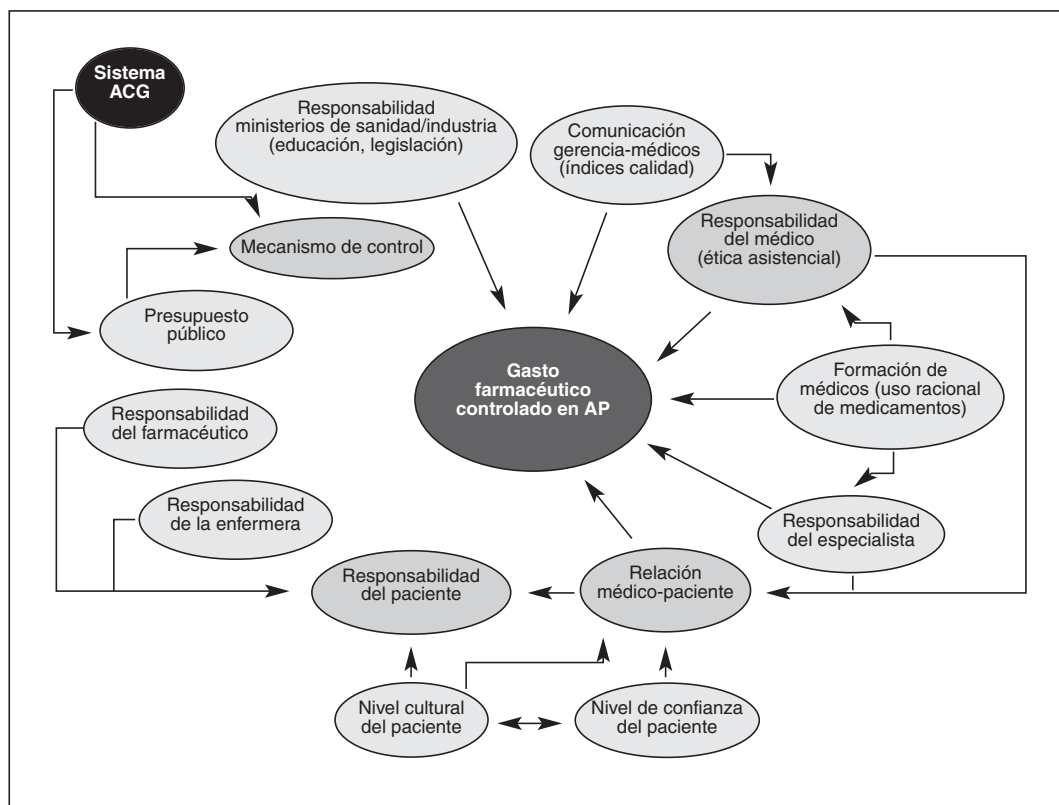 Sistema
ACG
Responsabilidad
ministerios de sanidad/industria
(educación, legislación)
Comunicación
gerencia-médicos
(índices calidad)
Responsabilidad
del médico
(ética asistencial)
Mecanismo de control
Presupuesto
público
Gasto
farmacéutico
controlado en AP
Formación de
médicos (uso racional
de medicamentos)
Responsabilidad
del farmacéutico
Responsabilidad
de la enfermera
Responsabilidad
del especialista
Responsabilidad
del paciente
Relación
médico-paciente
Nivel cultural
del paciente
Nivel de confianza
del paciente